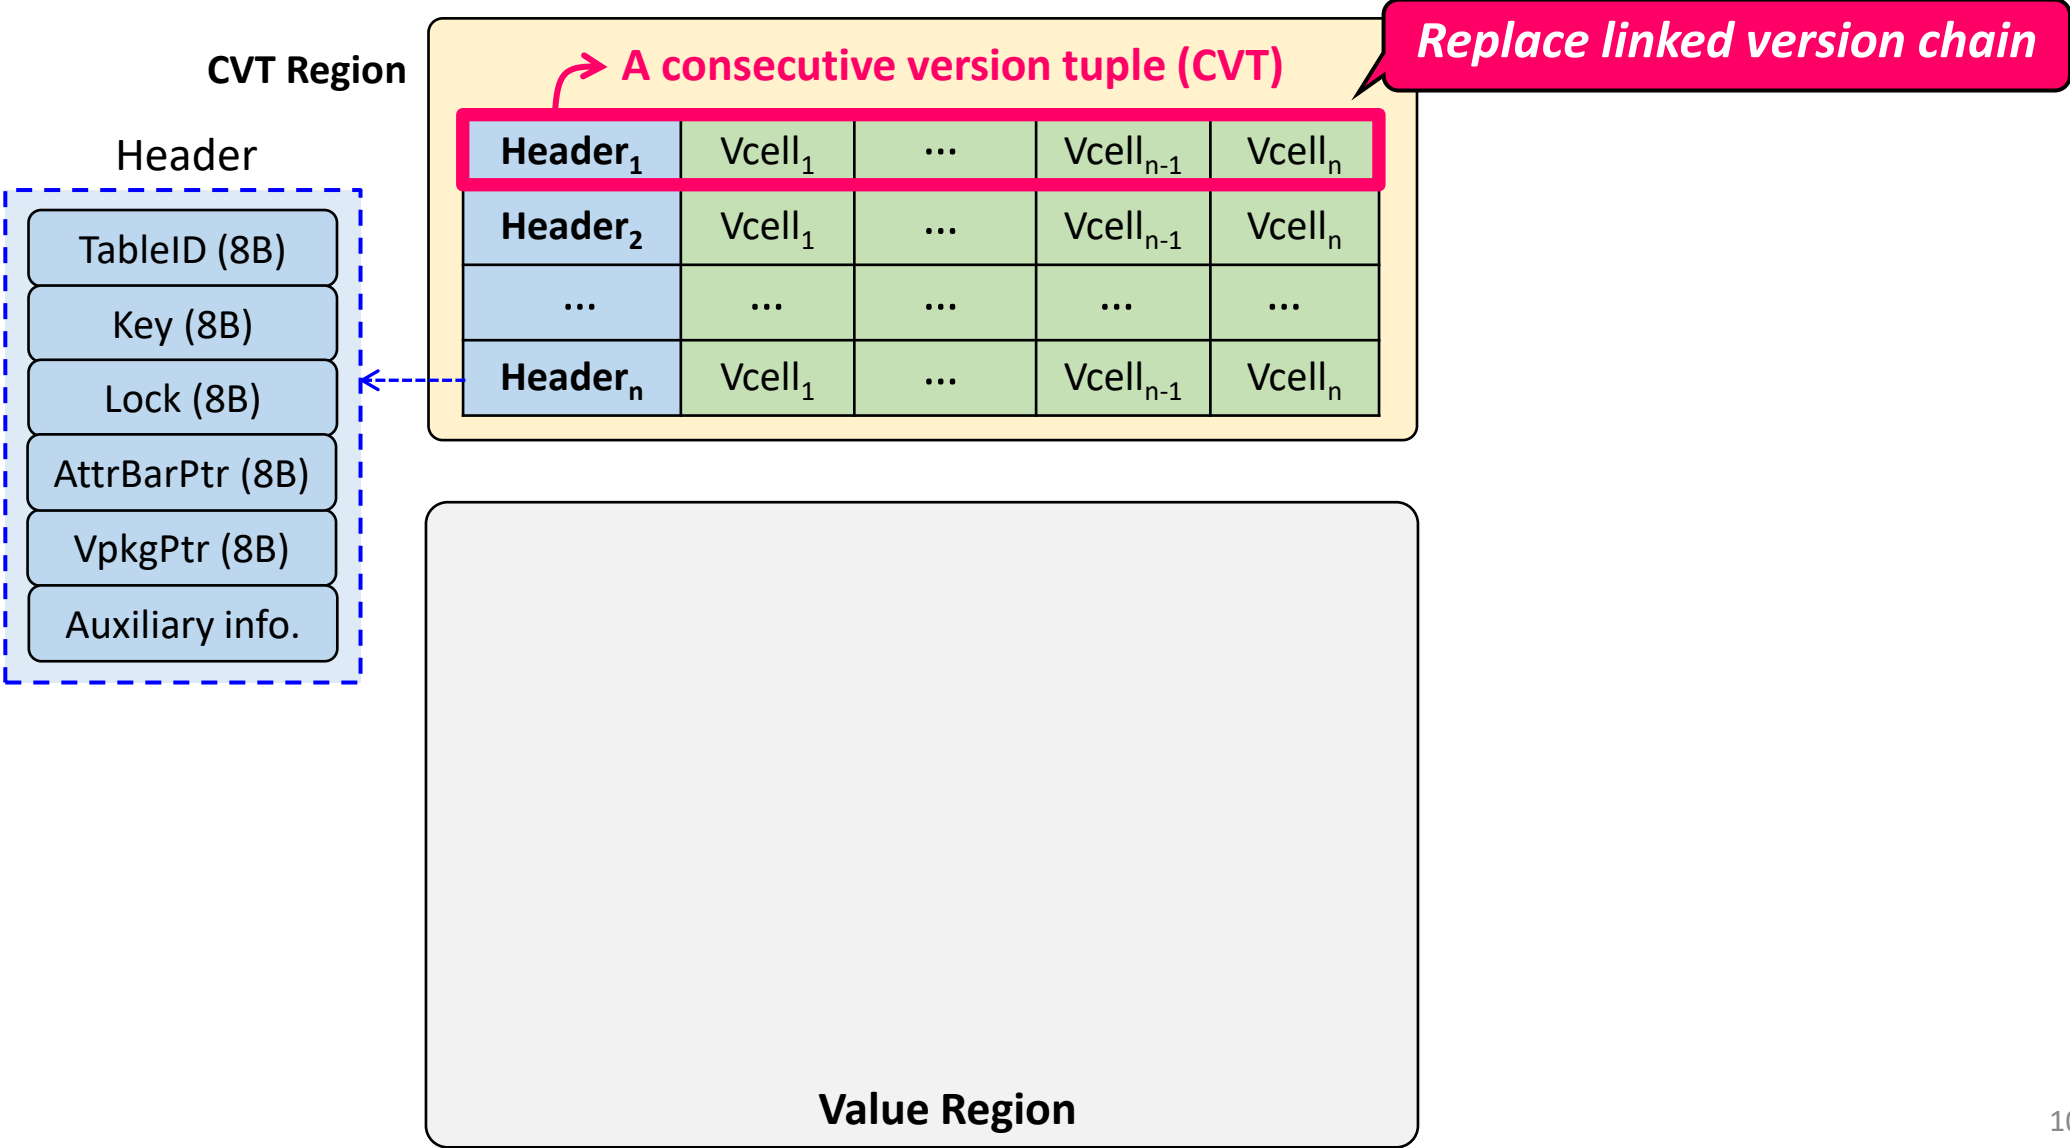 Replace linked version chain
CVT Region
A consecutive version tuple (CVT)
Header₁ Vcell₁ ... Vcellₙ₋₁ Vcellₙ
Header₂ Vcell₁ ... Vcellₙ₋₁ Vcellₙ
... ... ... ... ...
Headerₙ Vcell₁ ... Vcellₙ₋₁ Vcellₙ
Header
TableID (8B)
Key (8B)
Lock (8B)
AttrBarPtr (8B)
VpkgPtr (8B)
Auxiliary info.
Value Region